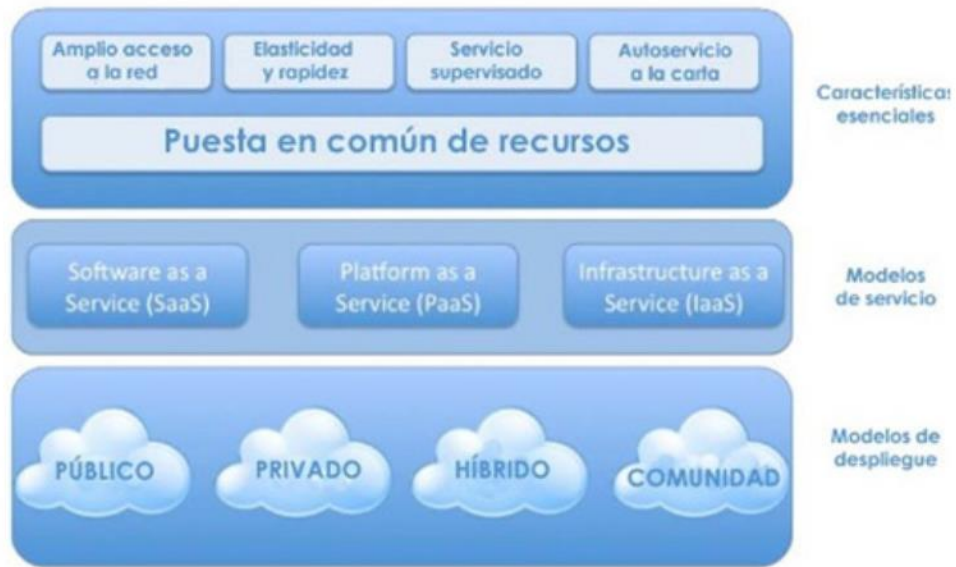 Amplio acceso
a la red
Elasticidad
y rapidez
Servicio
supervisado
Autoservicio
a la carta
Puesta en común de recursos
Característica:
esenciales
Software as a
Service (SaaS)
Platform as a
Service (PaaS)
Infrastructure as a
Service (IaaS)
Modelos
de servicio
PÚBLICO
PRIVADO
HÍBRIDO
COMUNIDAD
Modelos de
despliegue